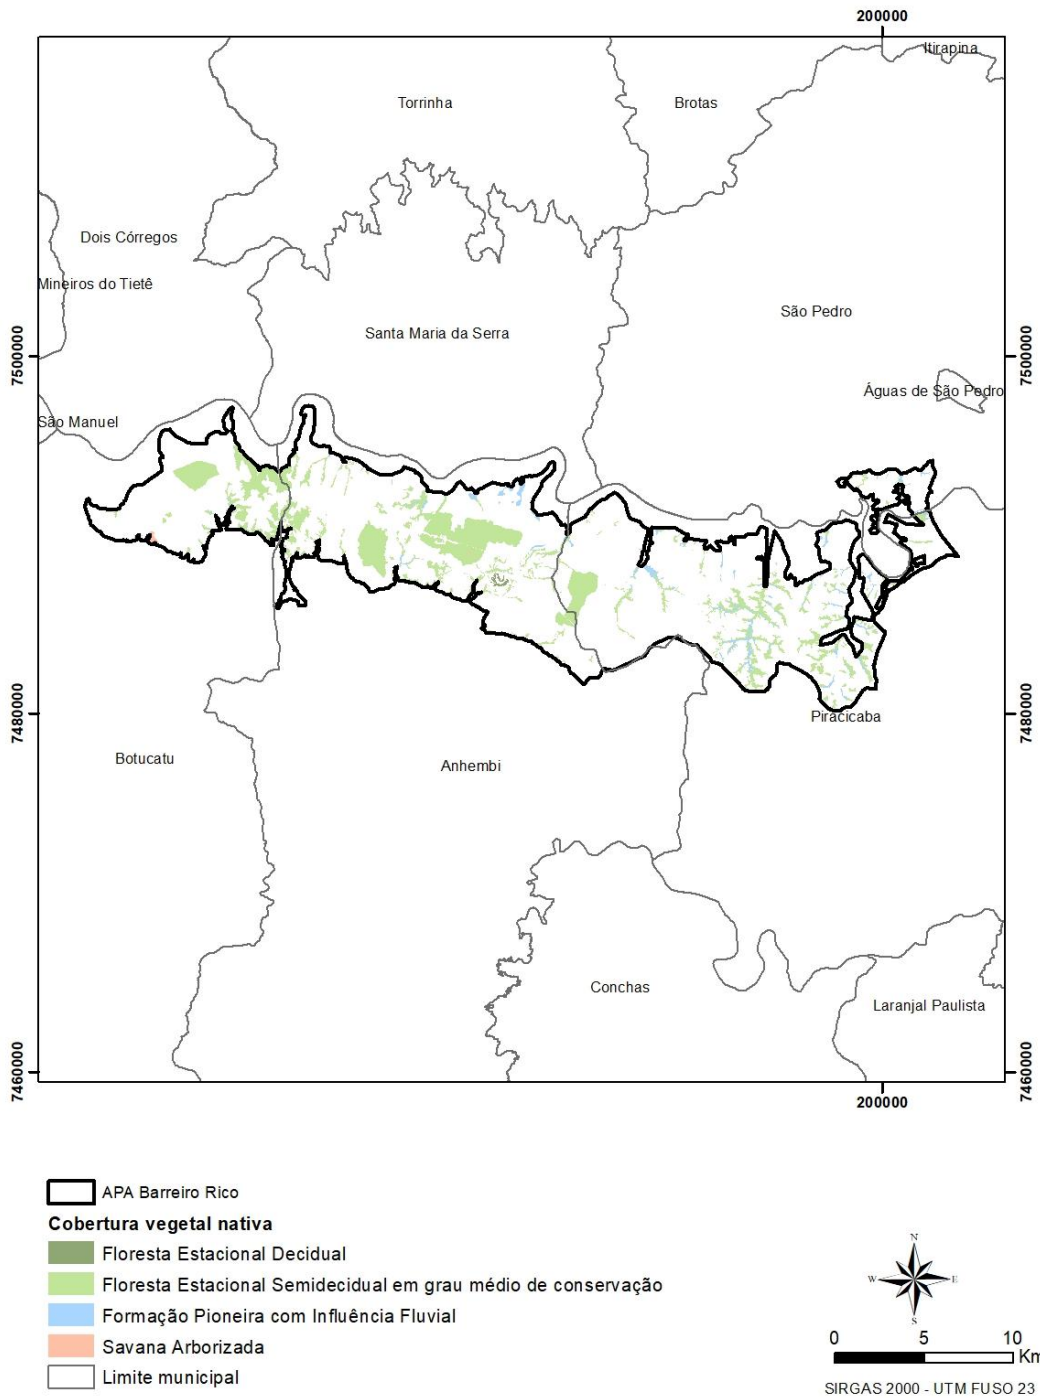 200000
Itirapina
Torrinha
Brotas
Dois Córregos
Mineiros do Tietê
São Pedro
Santa Maria da Serra
7500000
7500000
Águas de São Pedro
São Manuel
7480000
7480000
Piracicaba
Botucatu
Anhembi
Conchas
Laranjal Paulista
7460000
7460000
200000
APA Barreiro Rico
Cobertura vegetal nativa
Floresta Estacional Decidual
Floresta Estacional Semidecidual em grau médio de conservação
Formação Pioneira com Influência Fluvial
Savana Arborizada
Limite municipal
N
W
E
S
0 5 10
Km
SIRGAS 2000 - UTM FUSO 23